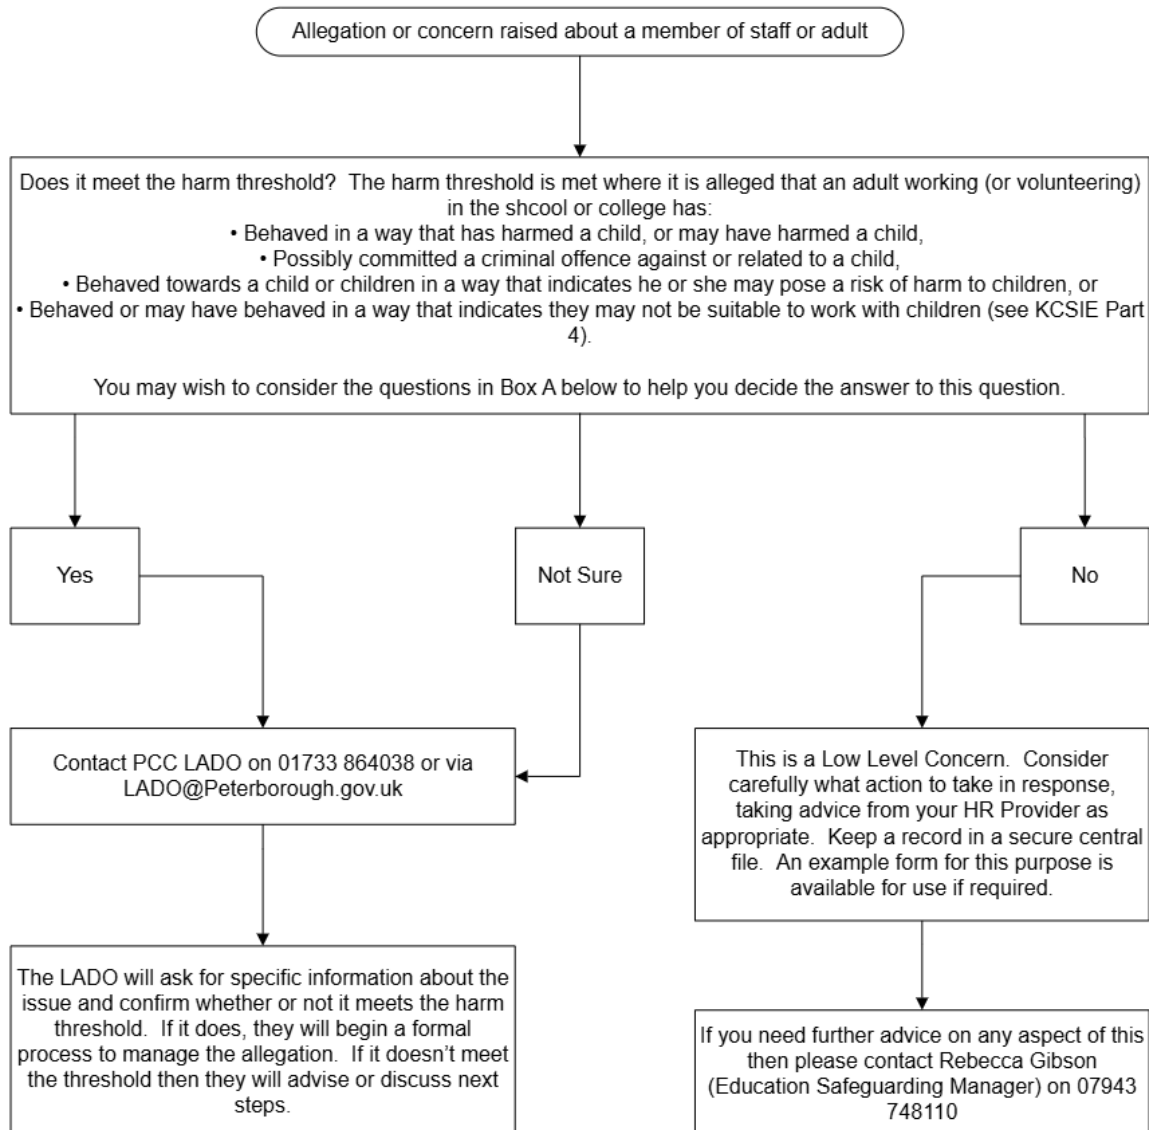 Allegation or concern raised about a member of staff or adult
Does it meet the harm threshold?  The harm threshold is met where it is alleged that an adult working (or volunteering)
in the shcool or college has:
• Behaved in a way that has harmed a child, or may have harmed a child,
• Possibly committed a criminal offence against or related to a child,
• Behaved towards a child or children in a way that indicates he or she may pose a risk of harm to children, or
• Behaved or may have behaved in a way that indicates they may not be suitable to work with children (see KCSIE Part
4).
You may wish to consider the questions in Box A below to help you decide the answer to this question.
Yes
Not Sure
No
Contact PCC LADO on 01733 864038 or via
LADO@Peterborough.gov.uk
This is a Low Level Concern.  Consider
carefully what action to take in response,
taking advice from your HR Provider as
appropriate.  Keep a record in a secure central
file.  An example form for this purpose is
available for use if required.
The LADO will ask for specific information about the
issue and confirm whether or not it meets the harm
threshold.  If it does, they will begin a formal
process to manage the allegation.  If it doesn't meet
the threshold then they will advise or discuss next
steps.
If you need further advice on any aspect of this
then please contact Rebecca Gibson
(Education Safeguarding Manager) on 07943
748110